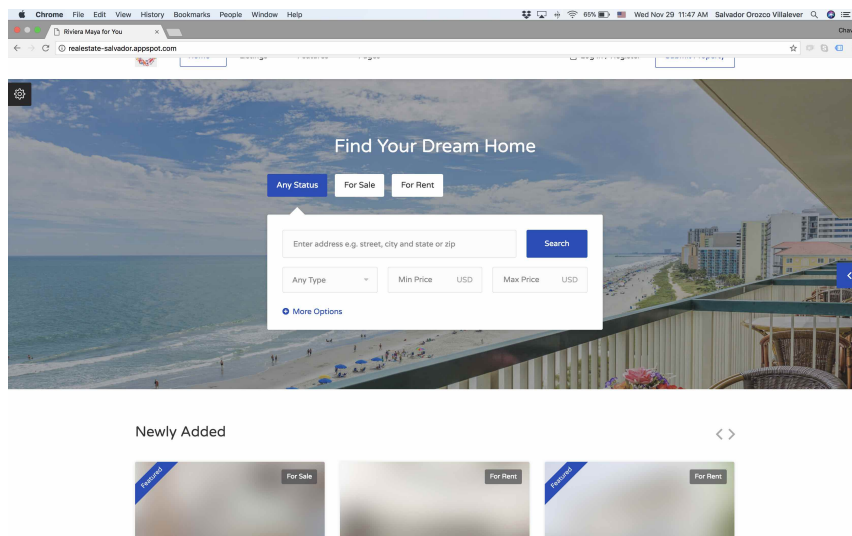 Chrome File Edit View History Bookmarks People Window Help 65% Wed Nov 29 11:47 AM Salvador Orozco Villalever
Riviera Maya for You
realestate-salvador.appspot.com
Find Your Dream Home
Any Status For Sale For Rent
Enter address e.g. street, city and state or zip Search
Any Type Min Price USD Max Price USD
More Options
Newly Added
Featured For Sale For Rent Featured For Rent